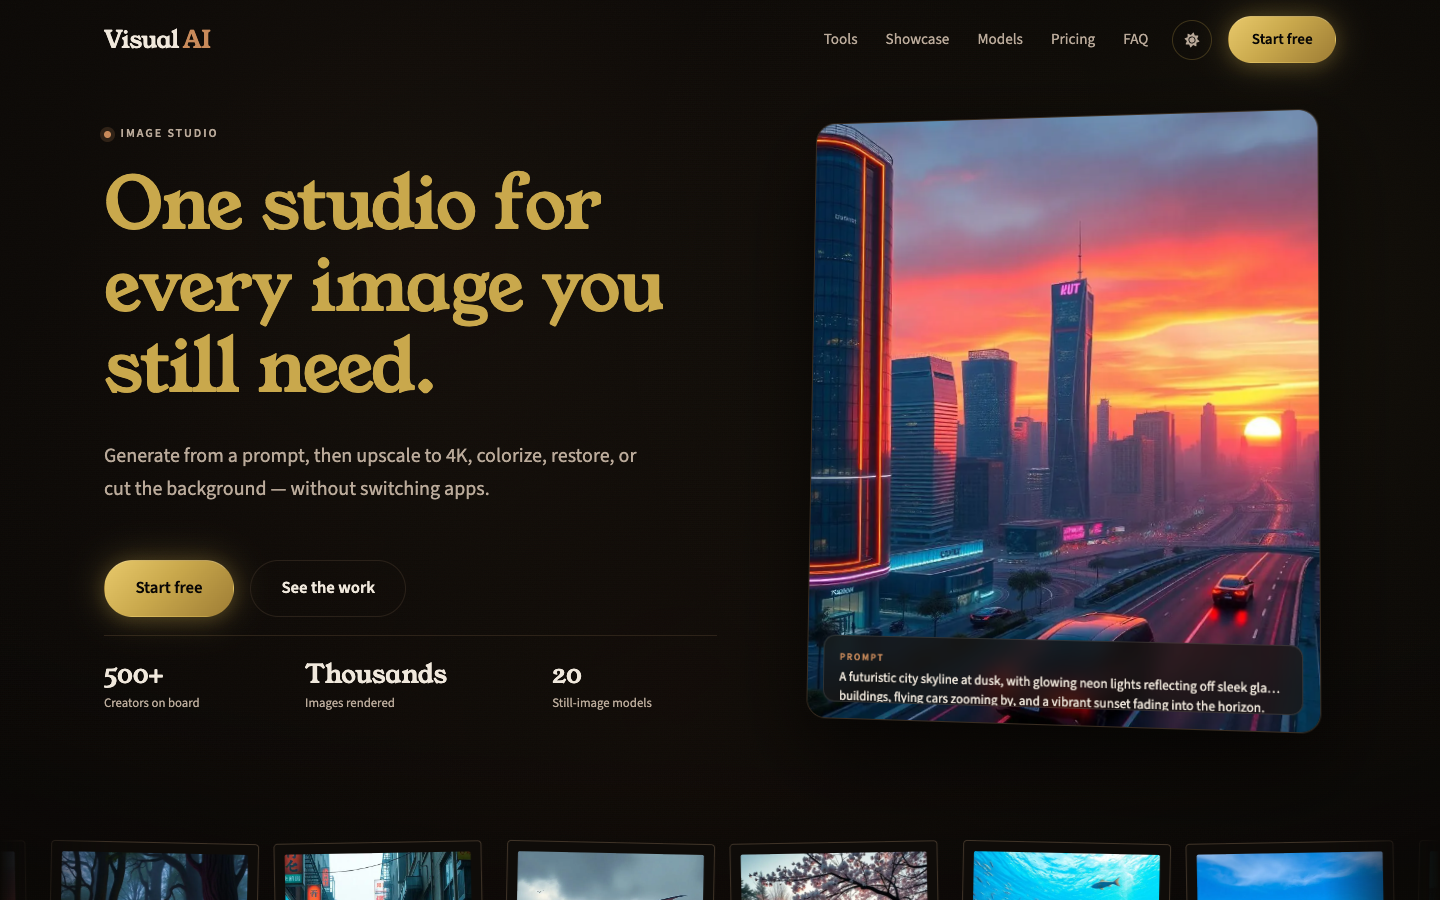 Visual AI
Tools
Showcase
Models
Pricing
FAQ
Start free
IMAGE STUDIO
One studio for
every image you
still need.
Generate from a prompt, then upscale to 4K, colorize, restore, or
cut the background — without switching apps.
Start free
See the work
500+
Creators on board
Thousands
Images rendered
20
Still-image models
KUT
PROMPT
A futuristic city skyline at dusk, with glowing neon lights reflecting off sleek gla...
buildings, flying cars zooming by, and a vibrant sunset fading into the horizon.